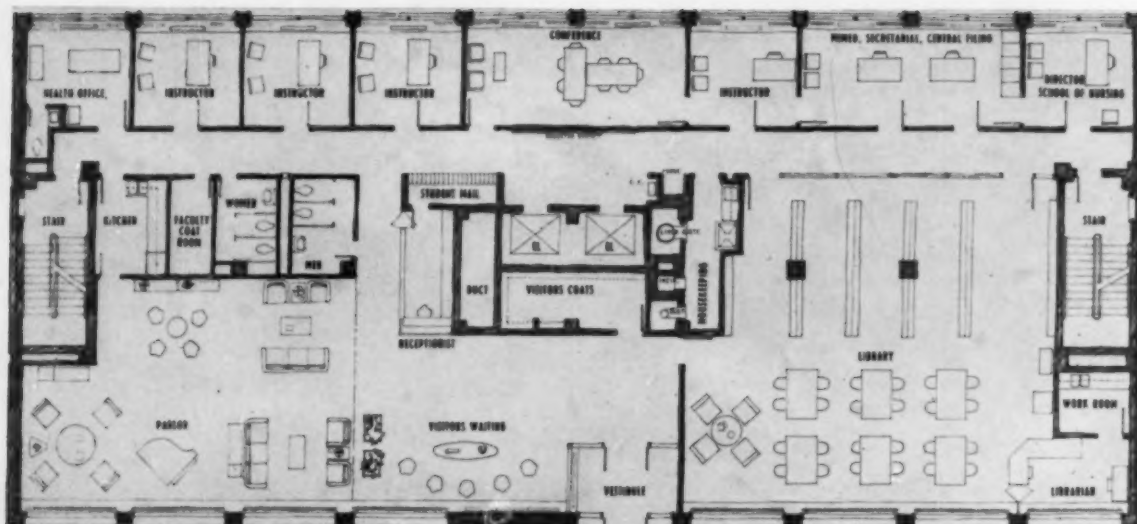 CONFERENCE
MIMEO, SECRETARIAL, CENTRAL FILING
HEALTH OFFICE
INSTRUCTOR
INSTRUCTOR
INSTRUCTOR
INSTRUCTOR
DIRECTOR
SCHOOL OF NURSING
STUDENT MAIL
STAIR
KITCHEN
FACULTY
COAT
ROOM
WOMEN
MEN
EL
EL
DUCT
VISITORS COATS
HOUSEKEEPING
STAIR
RECEPTIONIST
LIBRARY
WORK ROOM
PARLOR
VISITORS WAITING
VESTIBULE
LIBRARIAN